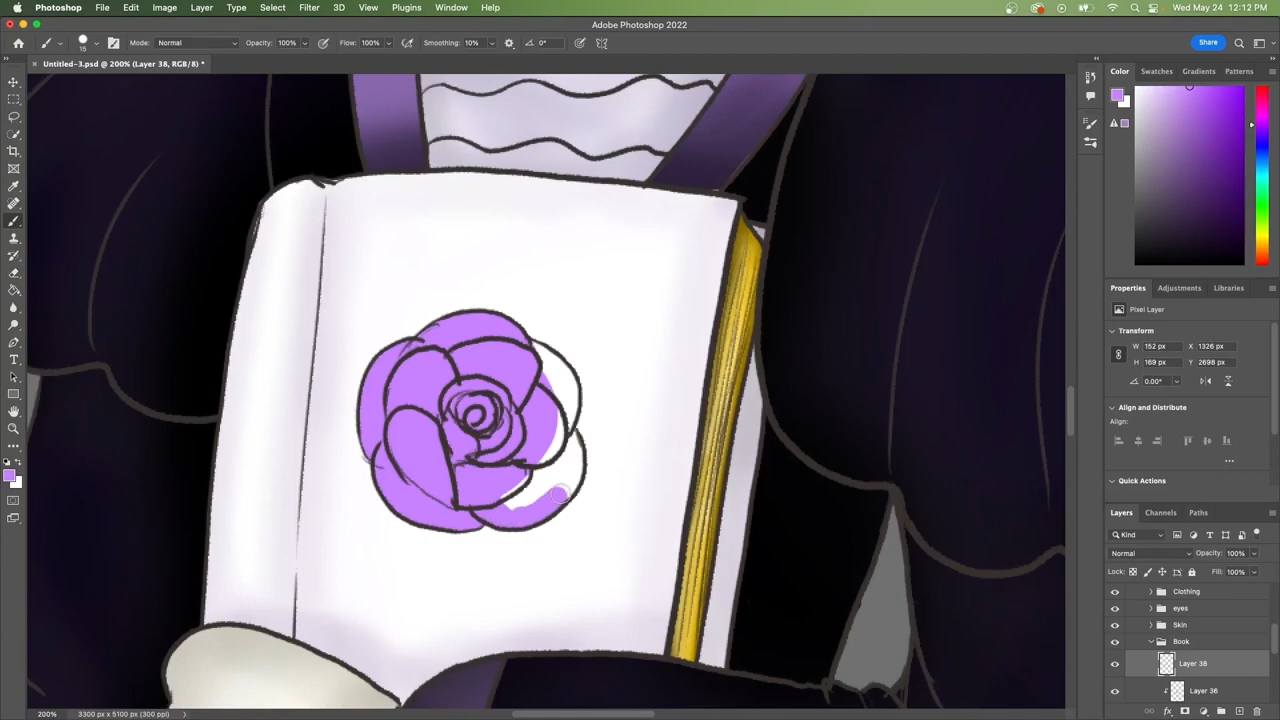 Photoshop File Edit Image Layer Type Select Filter 3D View Plugins Window Help Wed May 24 12:12 PM
Adobe Photoshop 2022
15 Mode: Normal Opacity: 100% Flow: 100% Smoothing: 10% 0° Share
Untitled-3.psd @ 200% (Layer 38, RGB/8) *
Color Swatches Gradients Patterns
Properties Adjustments Libraries
Pixel Layer
Transform
W 152 px X 1326 px
H 169 px Y 2698 px
0.00°
Align and Distribute
Align:
Quick Actions
Layers Channels Paths
Kind
Normal Opacity: 100%
Lock: Fill: 100%
Clothing
eyes
Skin
Book
Layer 38
Layer 36
200% 3300 px x 5100 px (300 ppi)